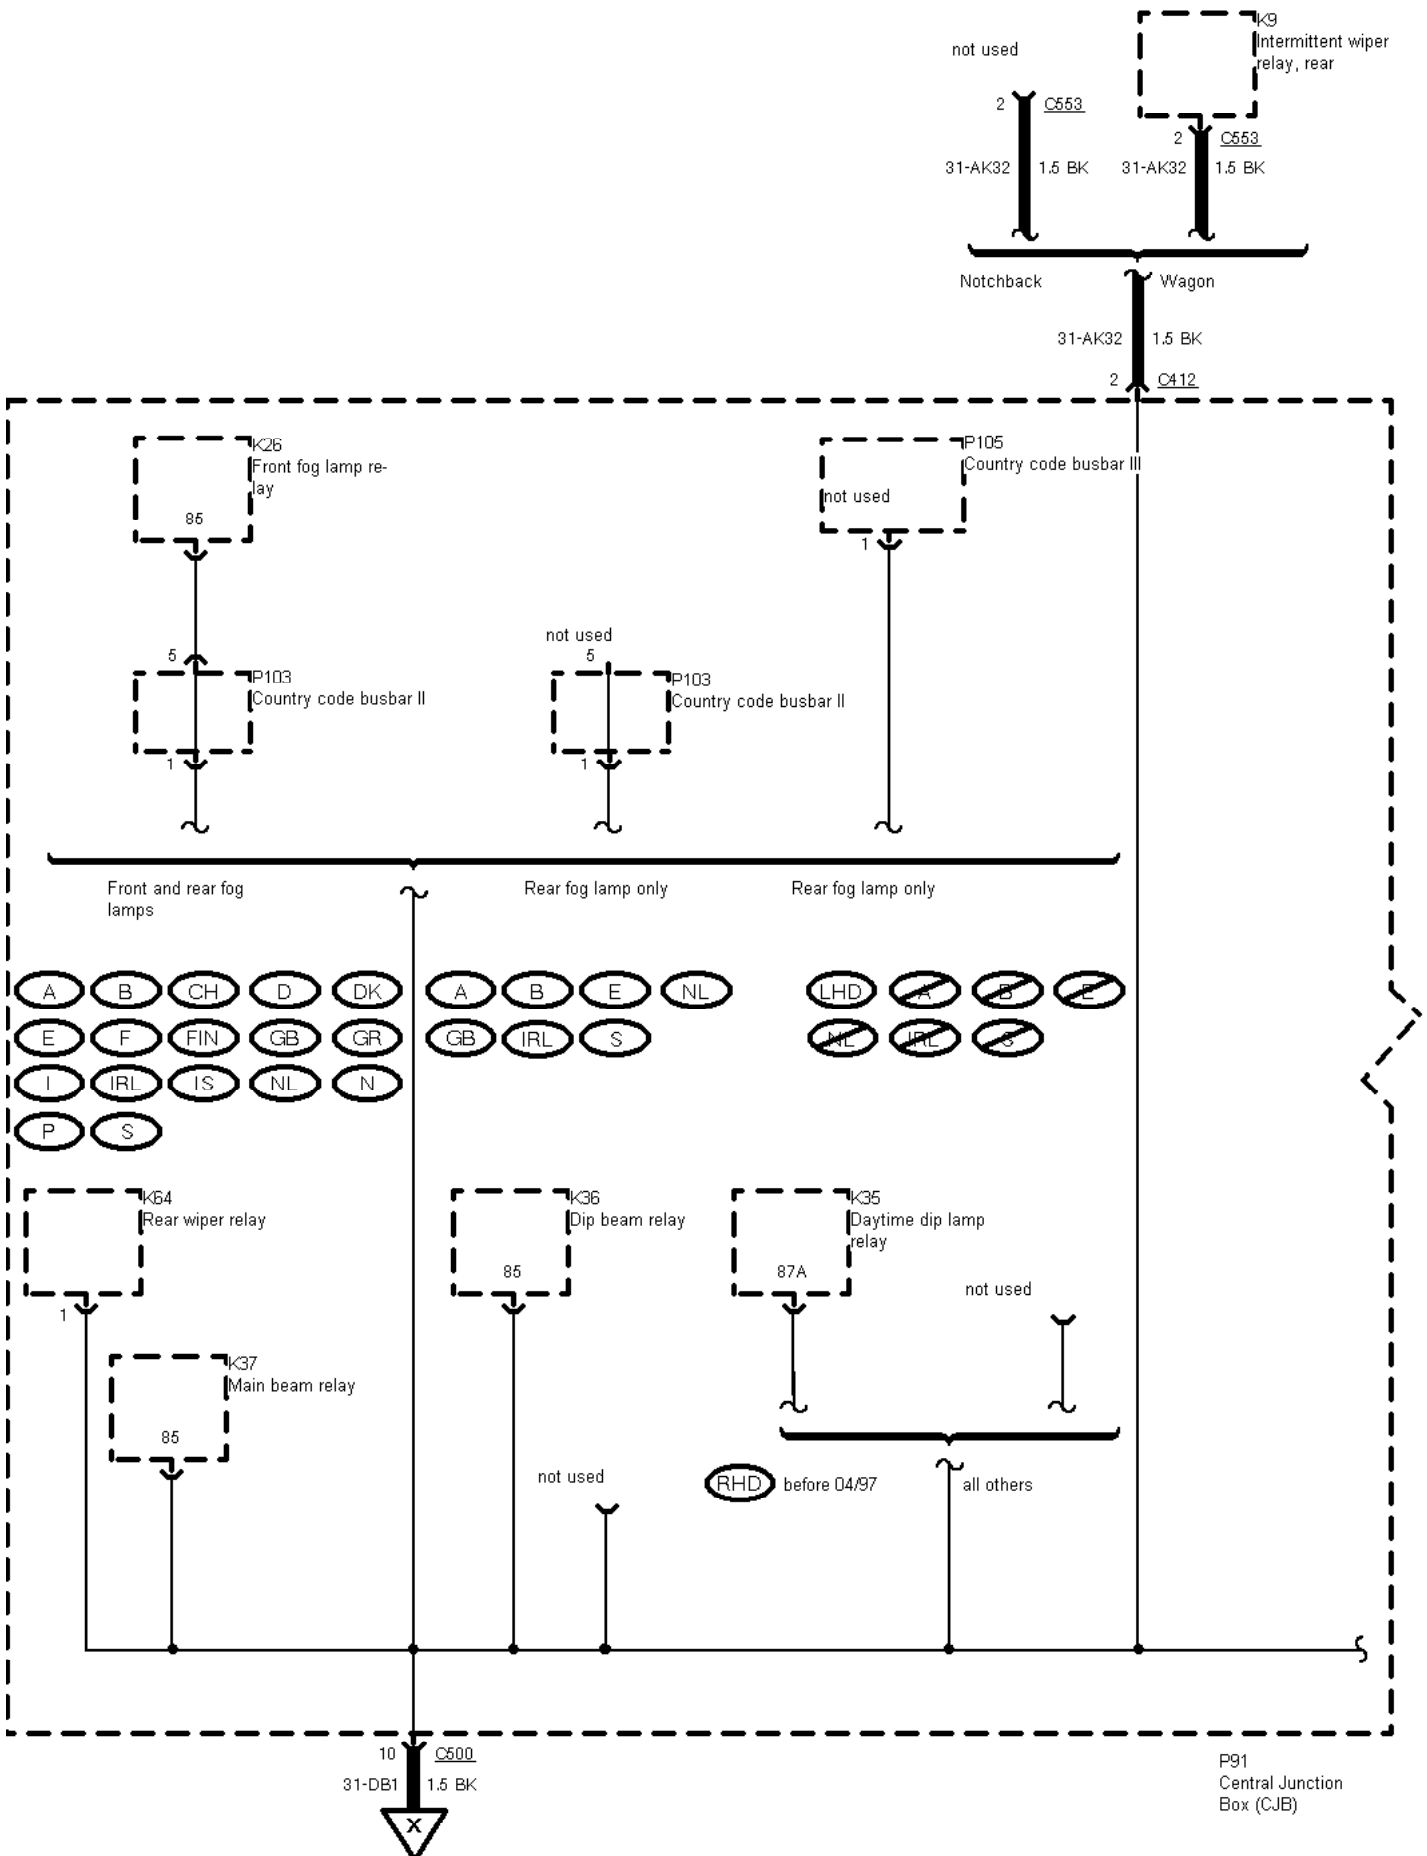 K9
Intermittent wiper
relay, rear
not used
2 C553
2 C553
31-AK32 1.5 BK
31-AK32 1.5 BK
Notchback
Wagon
31-AK32 1.5 BK
2 C412
K26
Front fog lamp re-
lay
85
P105
Country code busbar III
not used
1
not used
5
5
P103
Country code busbar II
P103
Country code busbar II
1
1
Front and rear fog
lamps
Rear fog lamp only
Rear fog lamp only
A B CH D DK
E F FIN GB GR
I IRL IS NL N
P S
A B E NL
GB IRL S
LHD A B E
NL IRL S
K64
Rear wiper relay
1
K36
Dip beam relay
85
K35
Daytime dip lamp
relay
87A
not used
K37
Main beam relay
85
not used
RHD before 04/97
all others
10 C500
31-DB1 1.5 BK
X
P91
Central Junction
Box (CJB)